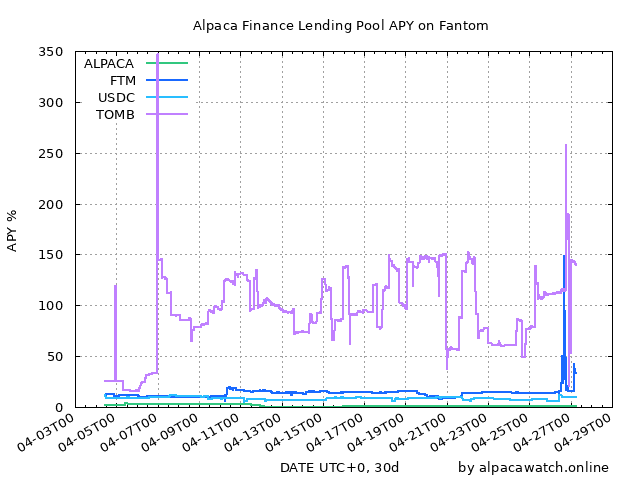 Alpaca Finance Lending Pool APY on Fantom
ALPACA
FTM
USDC
TOMB
APY %
350
300
250
200
150
100
50
0
04-03T00
04-05T00
04-07T00
04-09T00
04-11T00
04-13T00
04-15T00
04-17T00
04-19T00
04-21T00
04-23T00
04-25T00
04-27T00
04-29T00
DATE UTC+0, 30d
by alpacawatch.online